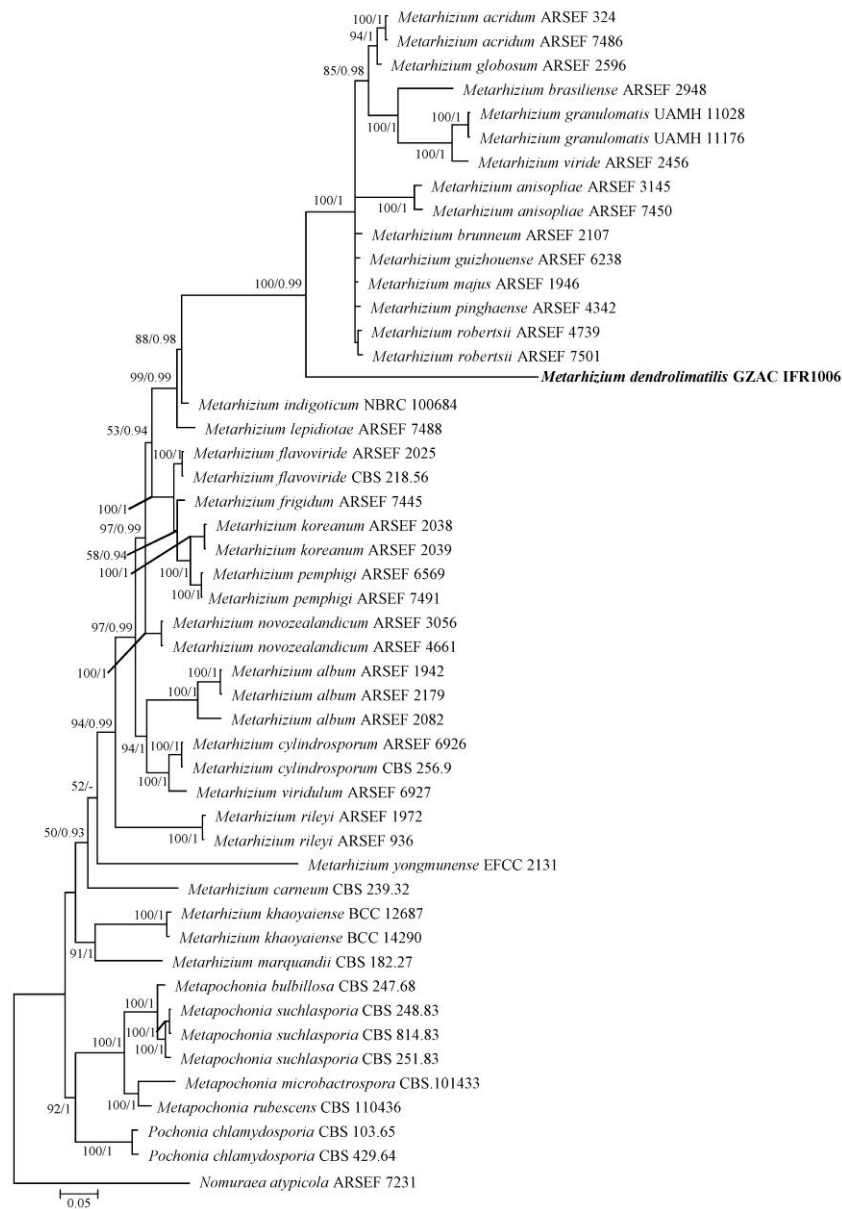 100/1
Metarhizium acridum ARSEF 324
94/1
Metarhizium acridum ARSEF 7486
85/0.98
Metarhizium globosum ARSEF 2596
Metarhizium brasiliense ARSEF 2948
100/1
100/1
Metarhizium granulomatis UAMH 11028
Metarhizium granulomatis UAMH 11176
100/1
Metarhizium viride ARSEF 2456
Metarhizium anisopliae ARSEF 3145
100/1
100/1
Metarhizium anisopliae ARSEF 7450
Metarhizium brunneum ARSEF 2107
Metarhizium guizhouense ARSEF 6238
100/0.99
Metarhizium majus ARSEF 1946
Metarhizium pinghaense ARSEF 4342
88/0.98
Metarhizium robertsii ARSEF 4739
Metarhizium robertsii ARSEF 7501
99/0.99
Metarhizium dendrolimatilis GZAC IFR1006
Metarhizium indigoticum NBRC 100684
53/0.94
Metarhizium lepidiotae ARSEF 7488
100/1
Metarhizium flavoviride ARSEF 2025
Metarhizium flavoviride CBS 218.56
100/1
Metarhizium frigidum ARSEF 7445
97/0.99
Metarhizium koreanum ARSEF 2038
58/0.94
Metarhizium koreanum ARSEF 2039
100/1
100/1
Metarhizium pemphigi ARSEF 6569
100/1
Metarhizium pemphigi ARSEF 7491
97/0.99
Metarhizium novozealandicum ARSEF 3056
Metarhizium novozealandicum ARSEF 4661
100/1
100/1
Metarhizium album ARSEF 1942
100/1
Metarhizium album ARSEF 2179
Metarhizium album ARSEF 2082
94/0.99
94/1
100/1
Metarhizium cylindrosporum ARSEF 6926
Metarhizium cylindrosporum CBS 256.9
100/1
52/-
Metarhizium viridulum ARSEF 6927
Metarhizium rileyi ARSEF 1972
50/0.93
100/1
Metarhizium rileyi ARSEF 936
Metarhizium yongmunense EFCC 2131
Metarhizium carneum CBS 239.32
100/1
Metarhizium khaoyaiense BCC 12687
Metarhizium khaoyaiense BCC 14290
91/1
Metarhizium marquandii CBS 182.27
Metapochonia bulbillosa CBS 247.68
100/1
Metapochonia suchlasporia CBS 248.83
100/1
Metapochonia suchlasporia CBS 814.83
100/1
100/1
Metapochonia suchlasporia CBS 251.83
Metapochonia microbactrospora CBS.101433
100/1
Metapochonia rubescens CBS 110436
92/1
Pochonia chlamydosporia CBS 103.65
100/1
Pochonia chlamydosporia CBS 429.64
Nomuraea atypicola ARSEF 7231
0.05